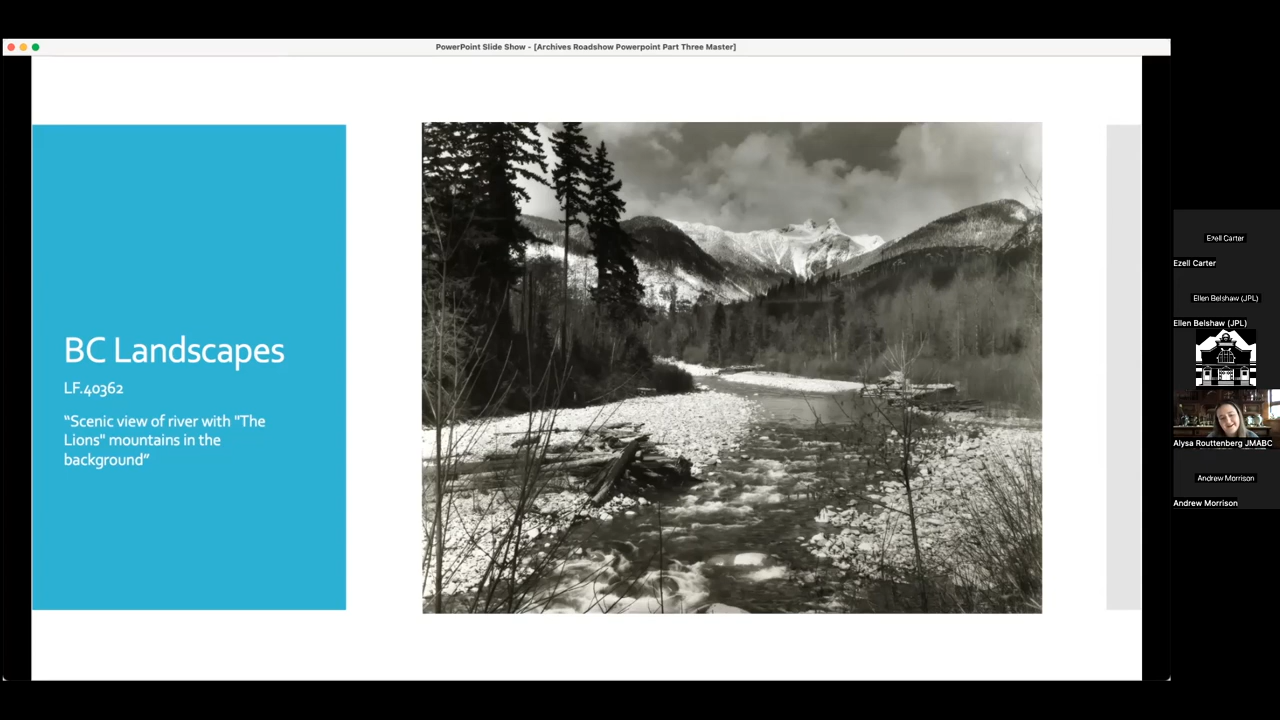 PowerPoint Slide Show - [Archives Roadshow Powerpoint Part Three Master]
BC Landscapes
LF.40362
“Scenic view of river with "The
Lions" mountains in the
background”
Ezell Carter
Ezell Carter
Ellen Belshaw (JPL)
Ellen Belshaw (JPL)
Alysa Routtenberg JMABC
Andrew Morrison
Andrew Morrison